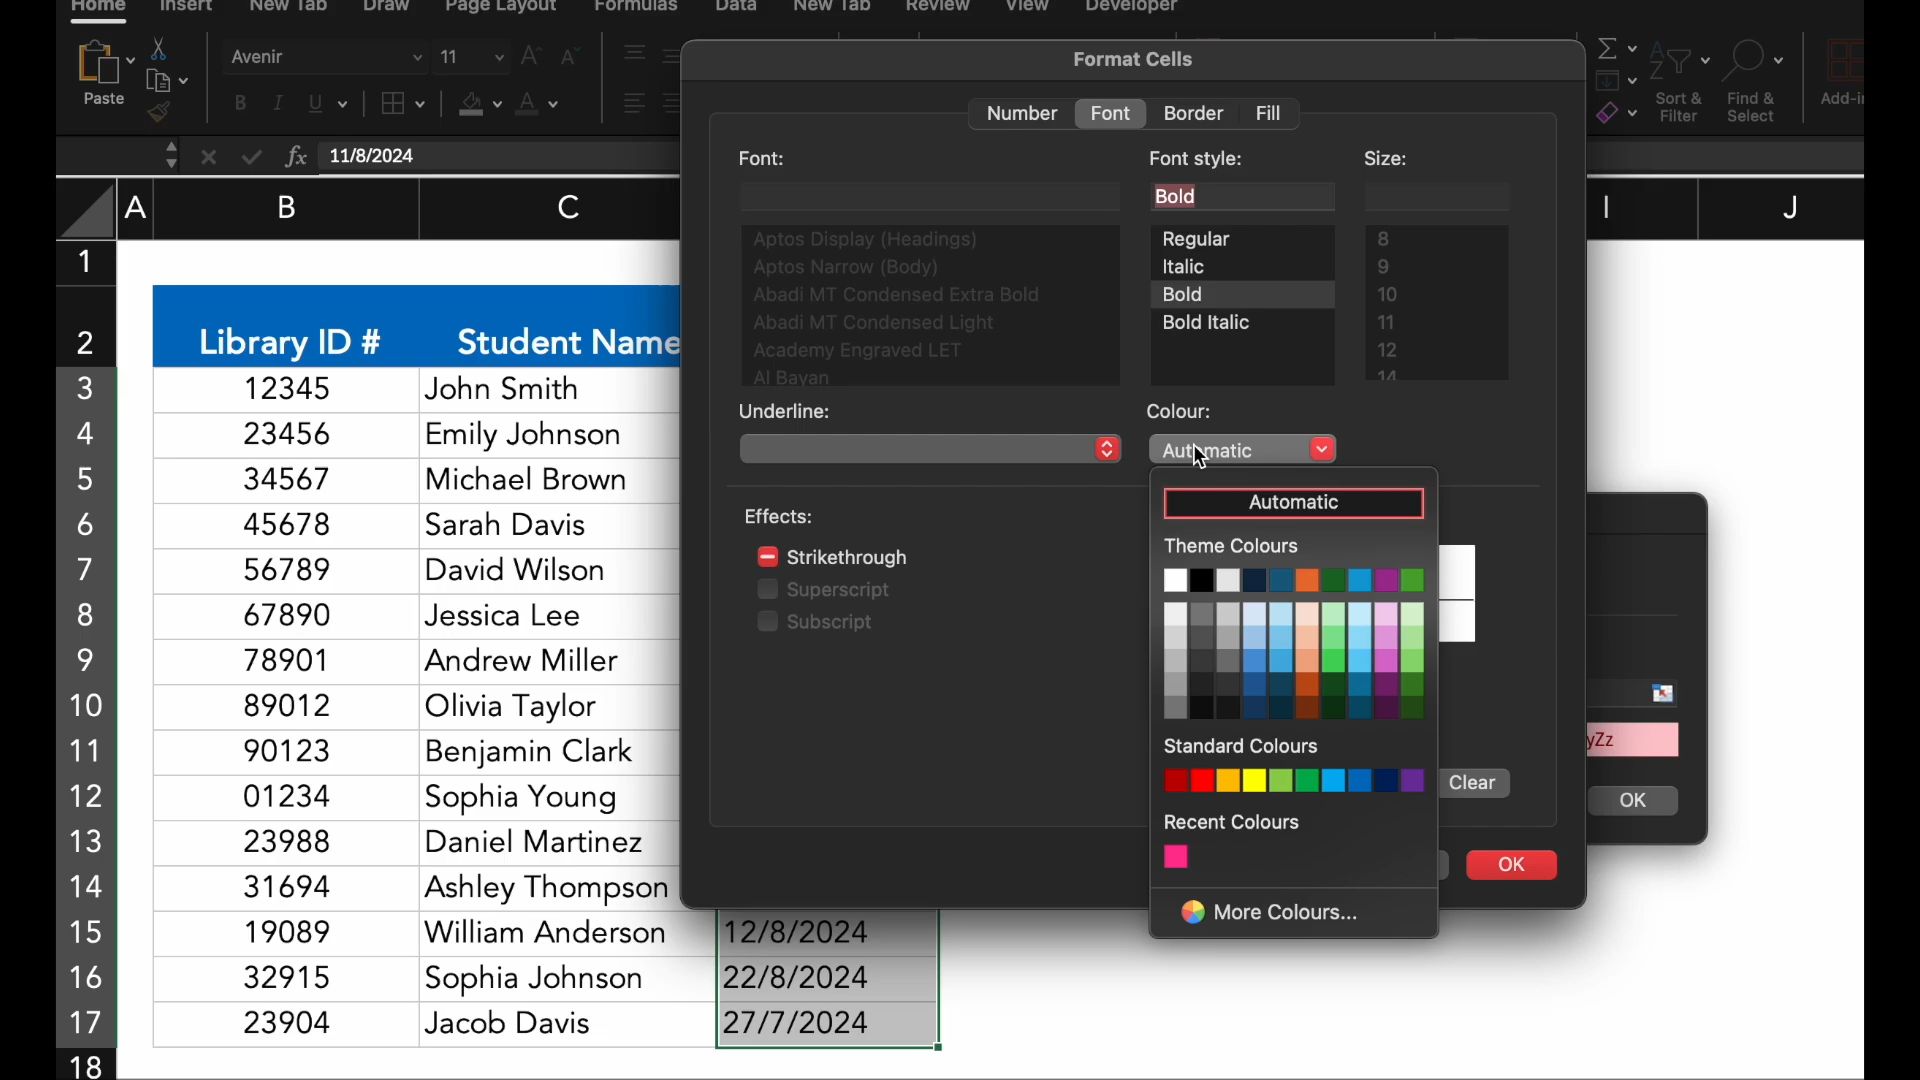 Home Insert New Tab Draw Page Layout Formulas Data New Tab Review View Developer
Paste
Avenir 11
B I U A
Sort & Filter
Find & Select
fx 11/8/2024
A B C I J
1
2 Library ID # Student Name
3 12345 John Smith
4 23456 Emily Johnson
5 34567 Michael Brown
6 45678 Sarah Davis
7 56789 David Wilson
8 67890 Jessica Lee
9 78901 Andrew Miller
10 89012 Olivia Taylor
11 90123 Benjamin Clark
12 01234 Sophia Young
13 23988 Daniel Martinez
14 31694 Ashley Thompson
15 19089 William Anderson 12/8/2024
16 32915 Sophia Johnson 22/8/2024
17 23904 Jacob Davis 27/7/2024
18
Format Cells
Number Font Border Fill
Font: Font style: Size:
Bold
Aptos Display (Headings) Regular 8
Aptos Narrow (Body) Italic 9
Abadi MT Condensed Extra Bold Bold 10
Abadi MT Condensed Light Bold Italic 11
Academy Engraved LET 12
Al Bayan 14
Underline: Colour:
Automatic
Automatic
Effects:
Strikethrough
Superscript
Subscript
Theme Colours
Standard Colours
Clear
Recent Colours
More Colours...
OK
yZz
OK